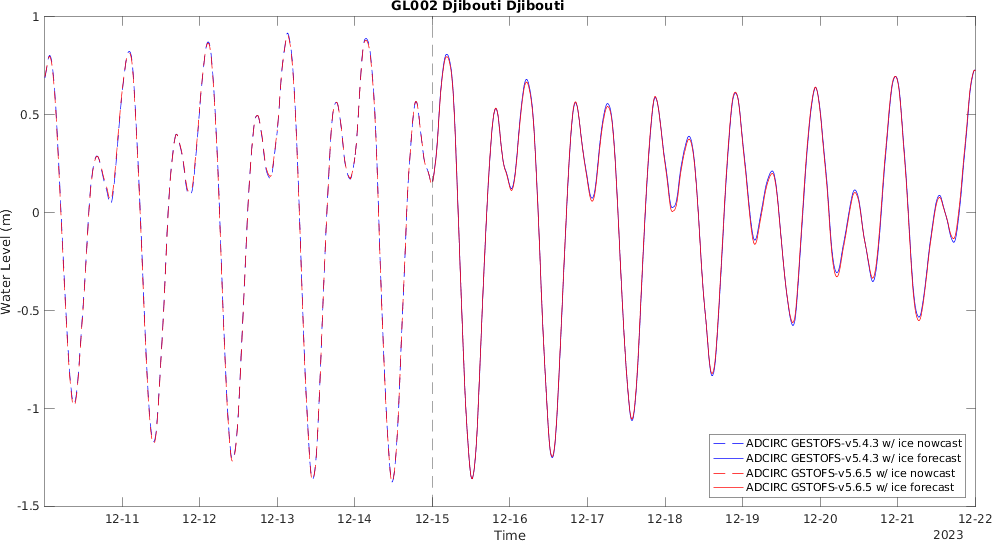 GL002 Djibouti Djibouti
1
0.5
0
-0.5
-1
-1.5
Water Level (m)
ADCIRC GESTOFS-v5.4.3 w/ ice nowcast
ADCIRC GESTOFS-v5.4.3 w/ ice forecast
ADCIRC GSTOFS-v5.6.5 w/ ice nowcast
ADCIRC GSTOFS-v5.6.5 w/ ice forecast
12-11 12-12 12-13 12-14 12-15 12-16 12-17 12-18 12-19 12-20 12-21 12-22
Time
2023